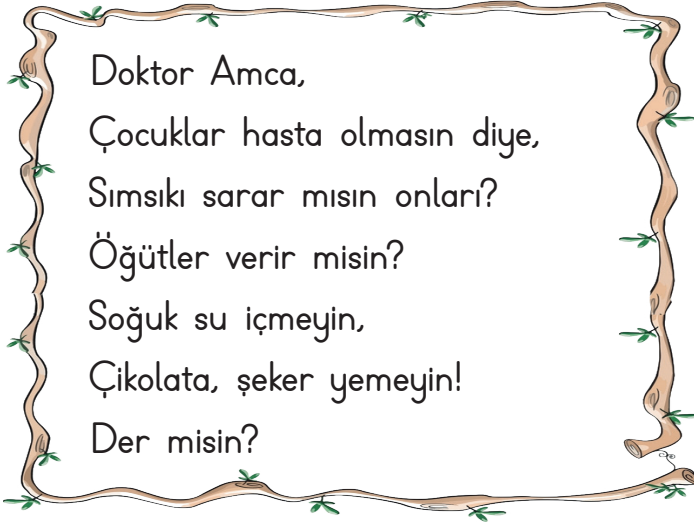 Doktor Amca,
Çocuklar hasta olmasın diye,
Sımsıkı sarar mısın onları?
Öğütler verir misin?
Soğuk su içmeyin,
Çikolata, şeker yemeyin!
Der misin?